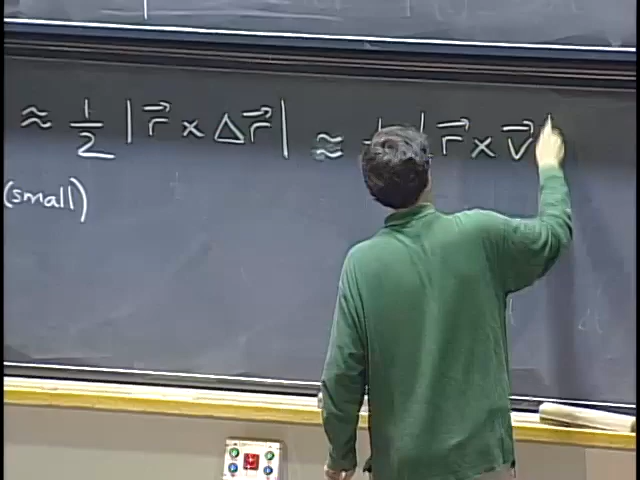 ≈ 1/2 |r⃗ × Δr⃗| ≈ | r⃗ × v⃗
(small)